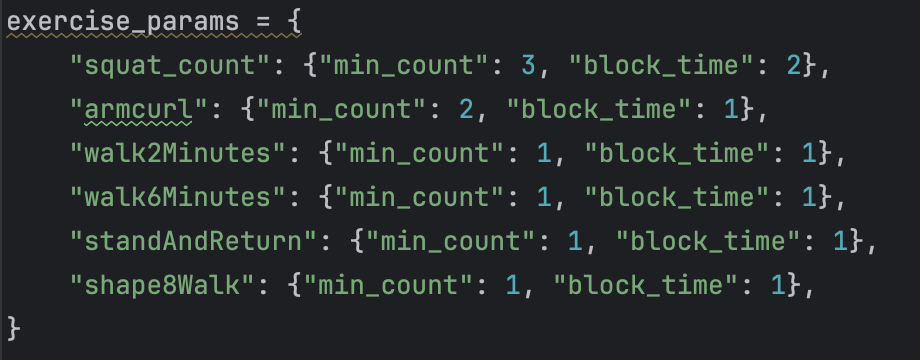 exercise_params = {
    "squat_count": {"min_count": 3, "block_time": 2},
    "armcurl": {"min_count": 2, "block_time": 1},
    "walk2Minutes": {"min_count": 1, "block_time": 1},
    "walk6Minutes": {"min_count": 1, "block_time": 1},
    "standAndReturn": {"min_count": 1, "block_time": 1},
    "shape8Walk": {"min_count": 1, "block_time": 1},
}